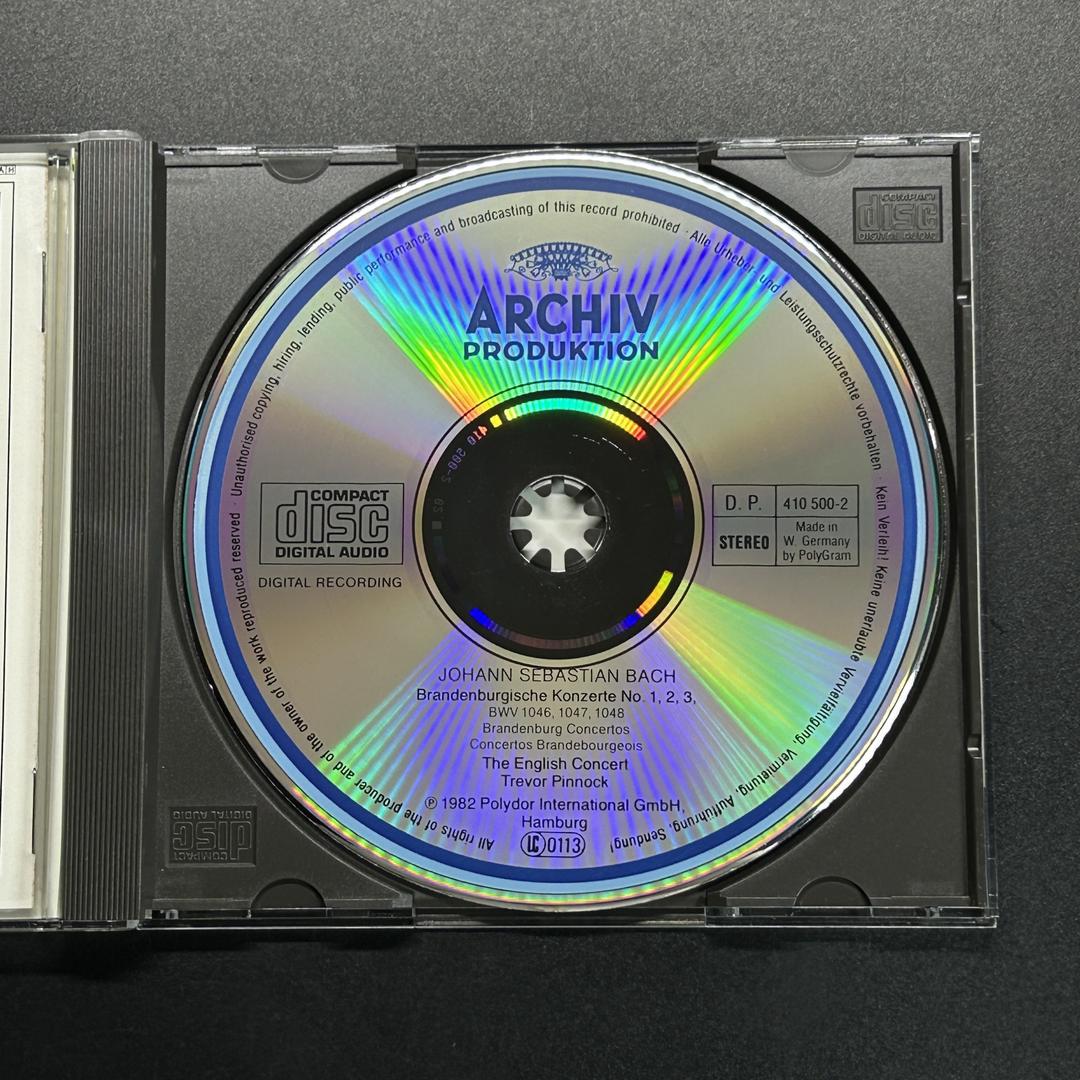 All rights of the producer and of the owner of the work reproduced reserved · Unauthorised copying, hiring, lending, public performance and broadcasting of this record prohibited · Alle Urheber- und Leistungsschutzrechte vorbehalten · Kein Verleih! Keine unerlaubte Vervielfältigung, Vermietung, Aufführung, Sendung!
ARCHIV
PRODUKTION
410 500-2 02
COMPACT
disc
DIGITAL AUDIO
DIGITAL RECORDING
D. P.
410 500-2
STEREO
Made in
W. Germany
by PolyGram
JOHANN SEBASTIAN BACH
Brandenburgische Konzerte No. 1, 2, 3,
BWV 1046, 1047, 1048
Brandenburg Concertos
Concertos Brandebourgeois
The English Concert
Trevor Pinnock
℗ 1982 Polydor International GmbH,
Hamburg
LC 0113
COMPACT
disc
DIGITAL AUDIO
COMPACT
disc
DIGITAL AUDIO